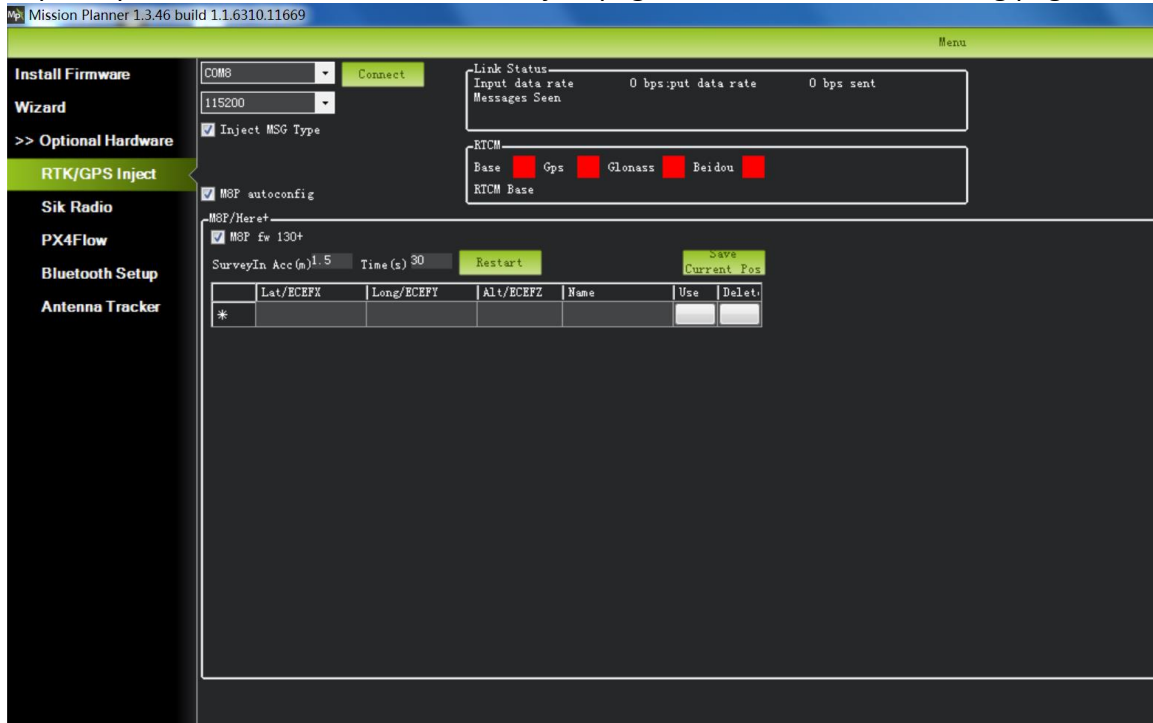 Mission Planner 1.3.46 build 1.1.6310.11669
Menu
Install Firmware
Wizard
>> Optional Hardware
RTK/GPS Inject
Sik Radio
PX4Flow
Bluetooth Setup
Antenna Tracker
COM8
Connect
115200
Inject MSG Type
M8P autoconfig
Link Status
Input data rate 0 bps:put data rate 0 bps sent
Messages Seen
RTCM
Base Gps Glonass Beidou
RTCM Base
M8P/Here+
M8P fw 130+
SurveyIn Acc(m) 1.5 Time(s) 30 Restart
Save
Current Pos
Lat/ECEFX Long/ECEFY Alt/ECEFZ Name Use Delet
*